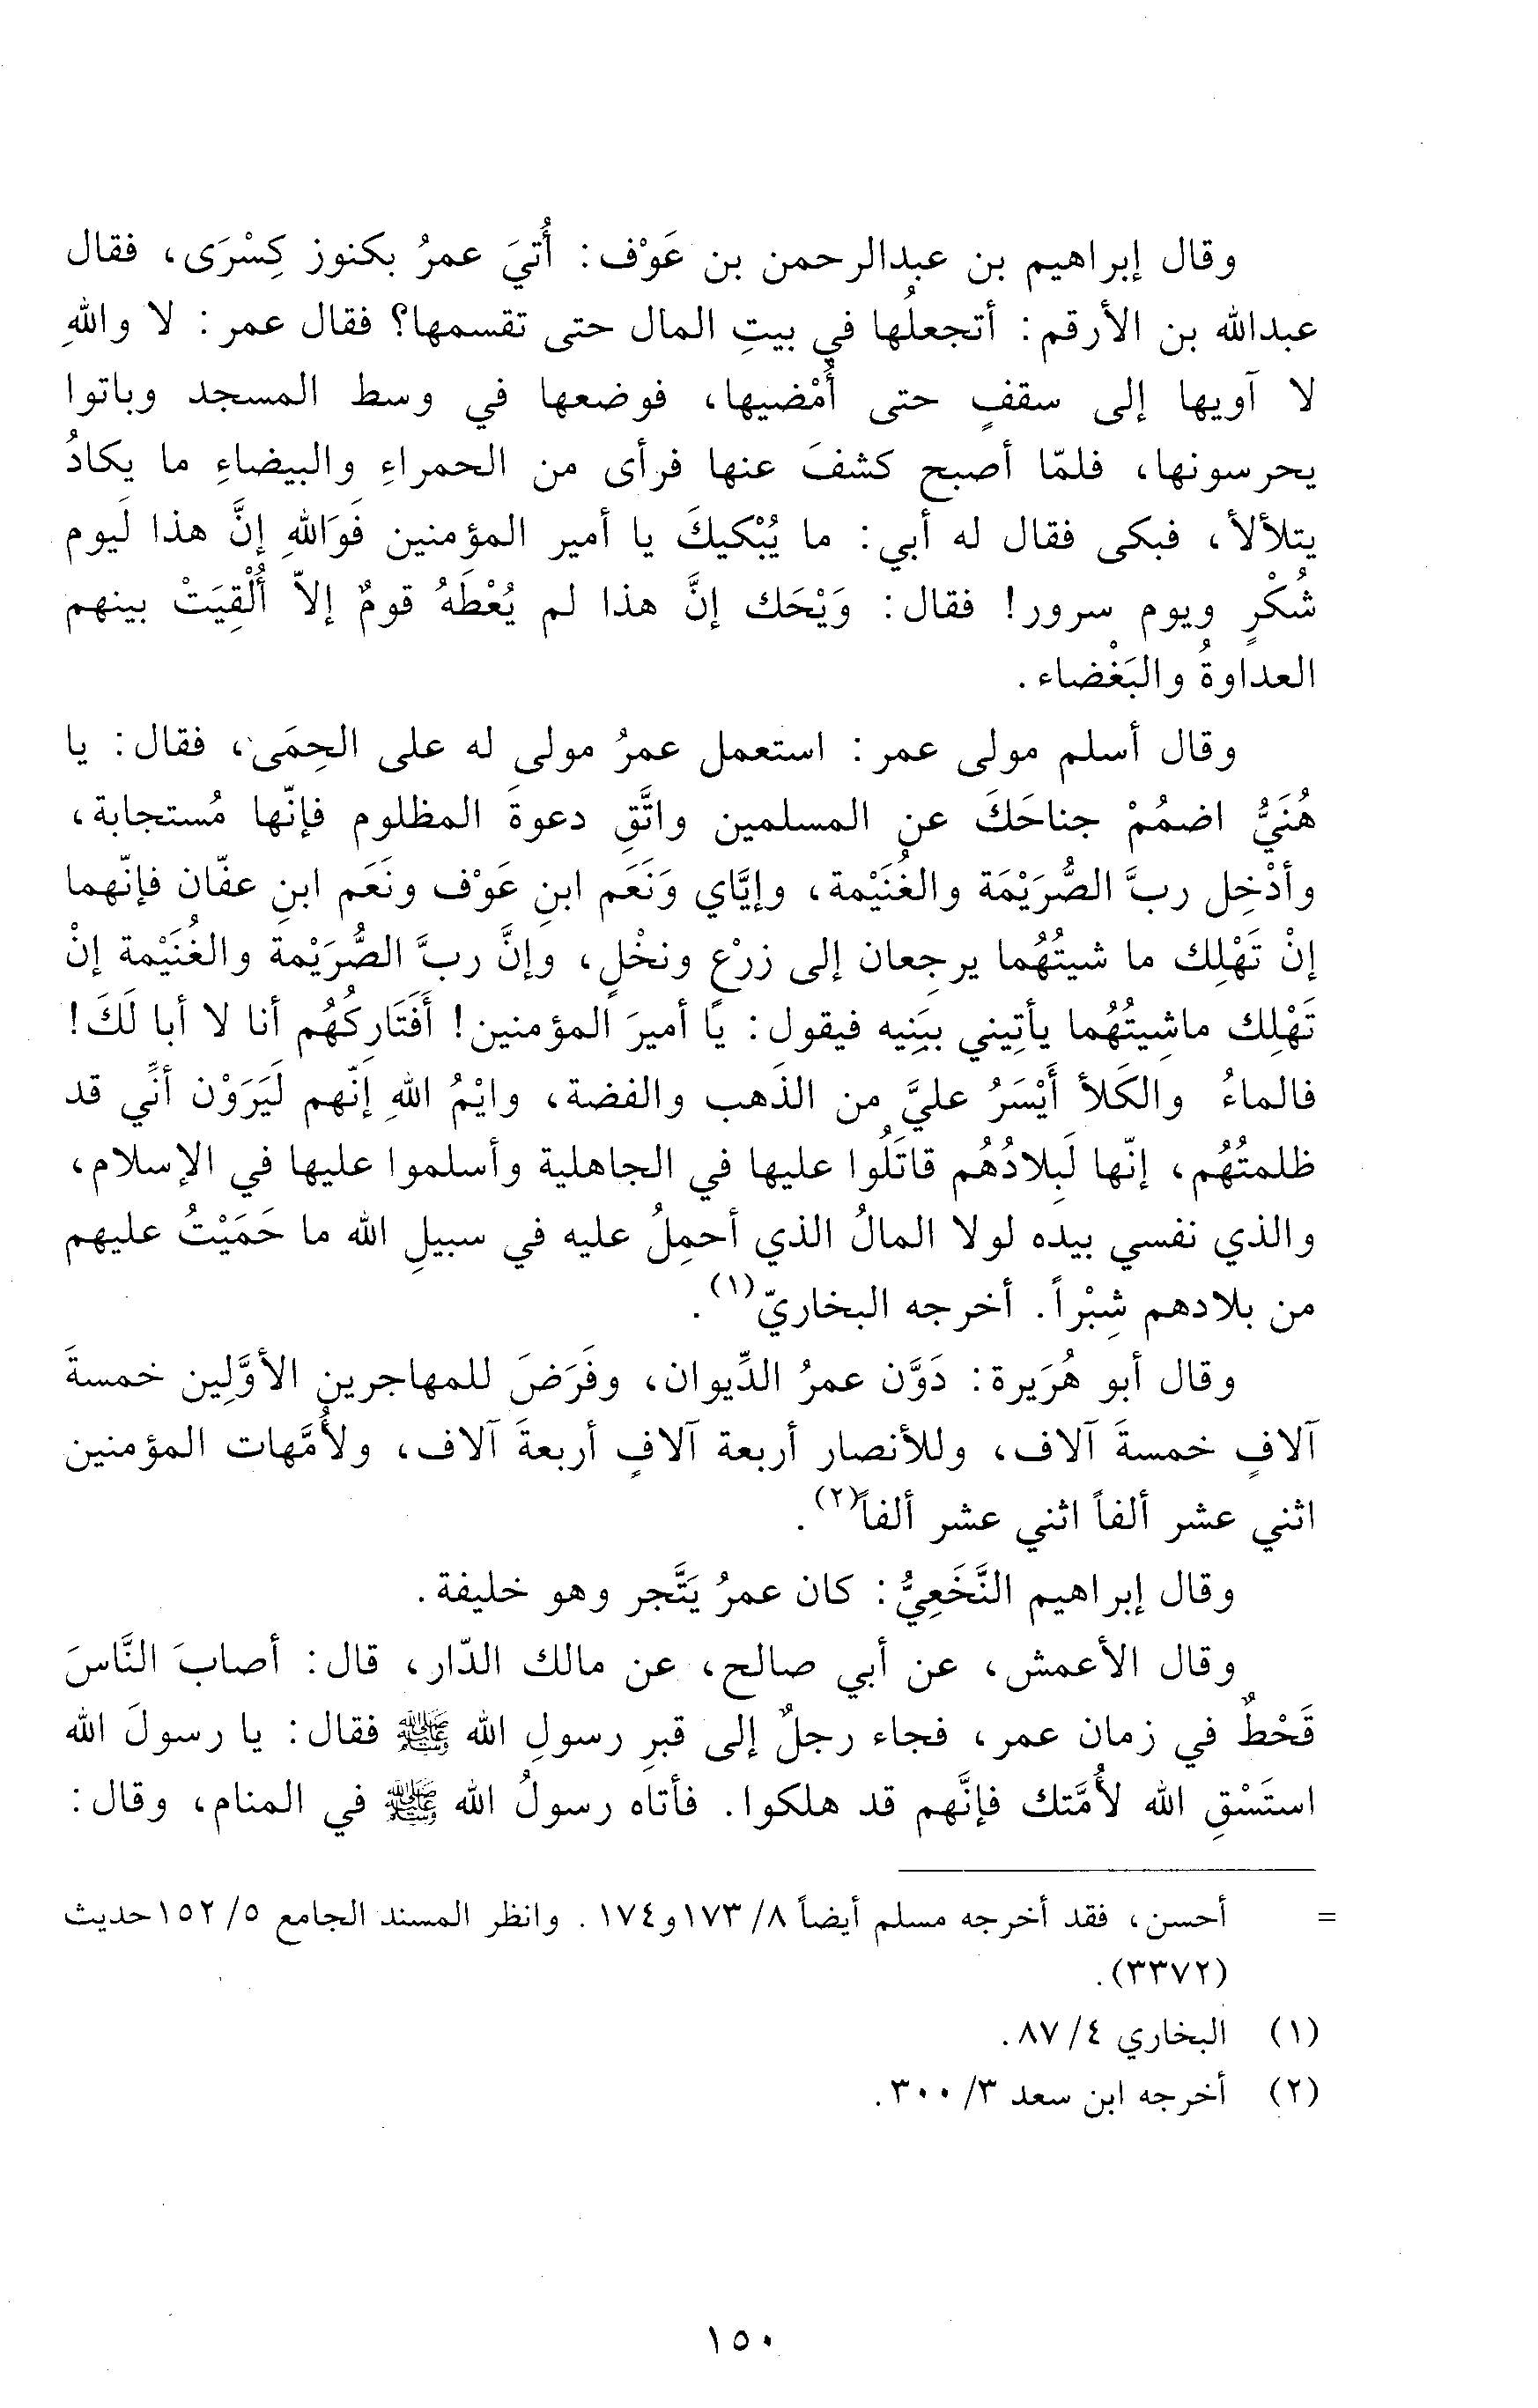 وقال إبراهيم بن عبدالرحمن بن عَوْف: أُتيَ عمرُ بكنوز كِسْرَى، فقال
عبدالله بن الأرقم: أتجعلُها في بيتِ المال حتى تقسمها؟ فقال عمر: لا واللهِ
لا آويها إلى سقفٍ حتى أُمْضيها، فوضعها في وسط المسجد وباتوا
يحرسونها، فلمّا أصبح كشفَ عنها فرأى من الحمراءِ والبيضاءِ ما يكادُ
يتلألأ، فبكى فقال له أبي: ما يُبْكيكَ يا أمير المؤمنين فَوَاللهِ إنَّ هذا لَيوم
شُكْرٍ ويوم سرور! فقال: وَيْحَك إنَّ هذا لم يُعْطَهُ قومٌ إلاّ أُلْقِيَتْ بينهم
العداوةُ والبَغْضاء.
وقال أسلم مولى عمر: استعمل عمرُ مولى له على الحِمَى، فقال: يا
هُنَيُّ اضمُمْ جناحَكَ عن المسلمين واتَّقِ دعوةَ المظلوم فإنّها مُستجابة،
وأدْخِل ربَّ الصُّرَيْمَة والغُنَيْمة، وإيَّاي وَنَعَم ابنِ عَوْف ونَعَم ابنِ عفّان فإنّهما
إنْ تَهْلِك ما شيتُهُما يرجِعان إلى زرْعٍ ونخْلٍ، وإنَّ ربَّ الصُّرَيْمة والغُنَيْمة إنْ
تَهْلِك ماشِيتُهُما يأتِيني ببَنِيه فيقول: يا أميرَ المؤمنين! أَفَتَارِكُهُم أنا لا أبا لَكَ!
فالماءُ والكَلأ أَيْسَرُ عليَّ من الذَهب والفضة، وايْمُ اللهِ إنّهم لَيَرَوْن أنِّي قد
ظلمتُهُم، إنّها لَبِلادُهُم قاتَلُوا عليها في الجاهلية وأسلموا عليها في الإسلام،
والذي نفسي بيده لولا المالُ الذي أحمِلُ عليه في سبيلِ الله ما حَمَيْتُ عليهم
من بلادهم شِبْراً. أخرجه البخاريّ(١).
وقال أبو هُرَيرة: دَوَّن عمرُ الدِّيوان، وفَرَضَ للمهاجرين الأوَّلِين خمسةَ
آلافٍ خمسةَ آلاف، وللأنصار أربعة آلافٍ أربعةَ آلاف، ولأُمَّهات المؤمنين
اثني عشر ألفاً اثني عشر ألفاً(٢).
وقال إبراهيم النَّخَعِيُّ: كان عمرُ يَتَّجر وهو خليفة.
وقال الأعمش، عن أبي صالح، عن مالك الدّار، قال: أصابَ النَّاسَ
قَحْطٌ في زمان عمر، فجاء رجلٌ إلى قبرِ رسولِ الله ﷺ فقال: يا رسولَ الله
استَسْقِ الله لأُمَّتك فإنَّهم قد هلكوا. فأتاه رسولُ الله ﷺ في المنام، وقال:
= أحسن، فقد أخرجه مسلم أيضاً ٨/ ١٧٣ و١٧٤. وانظر المسند الجامع ٥/ ١٥٢ حديث
(٣٣٧٢).
(١) البخاري ٤/ ٨٧.
(٢) أخرجه ابن سعد ٣/ ٣٠٠.
١٥٠